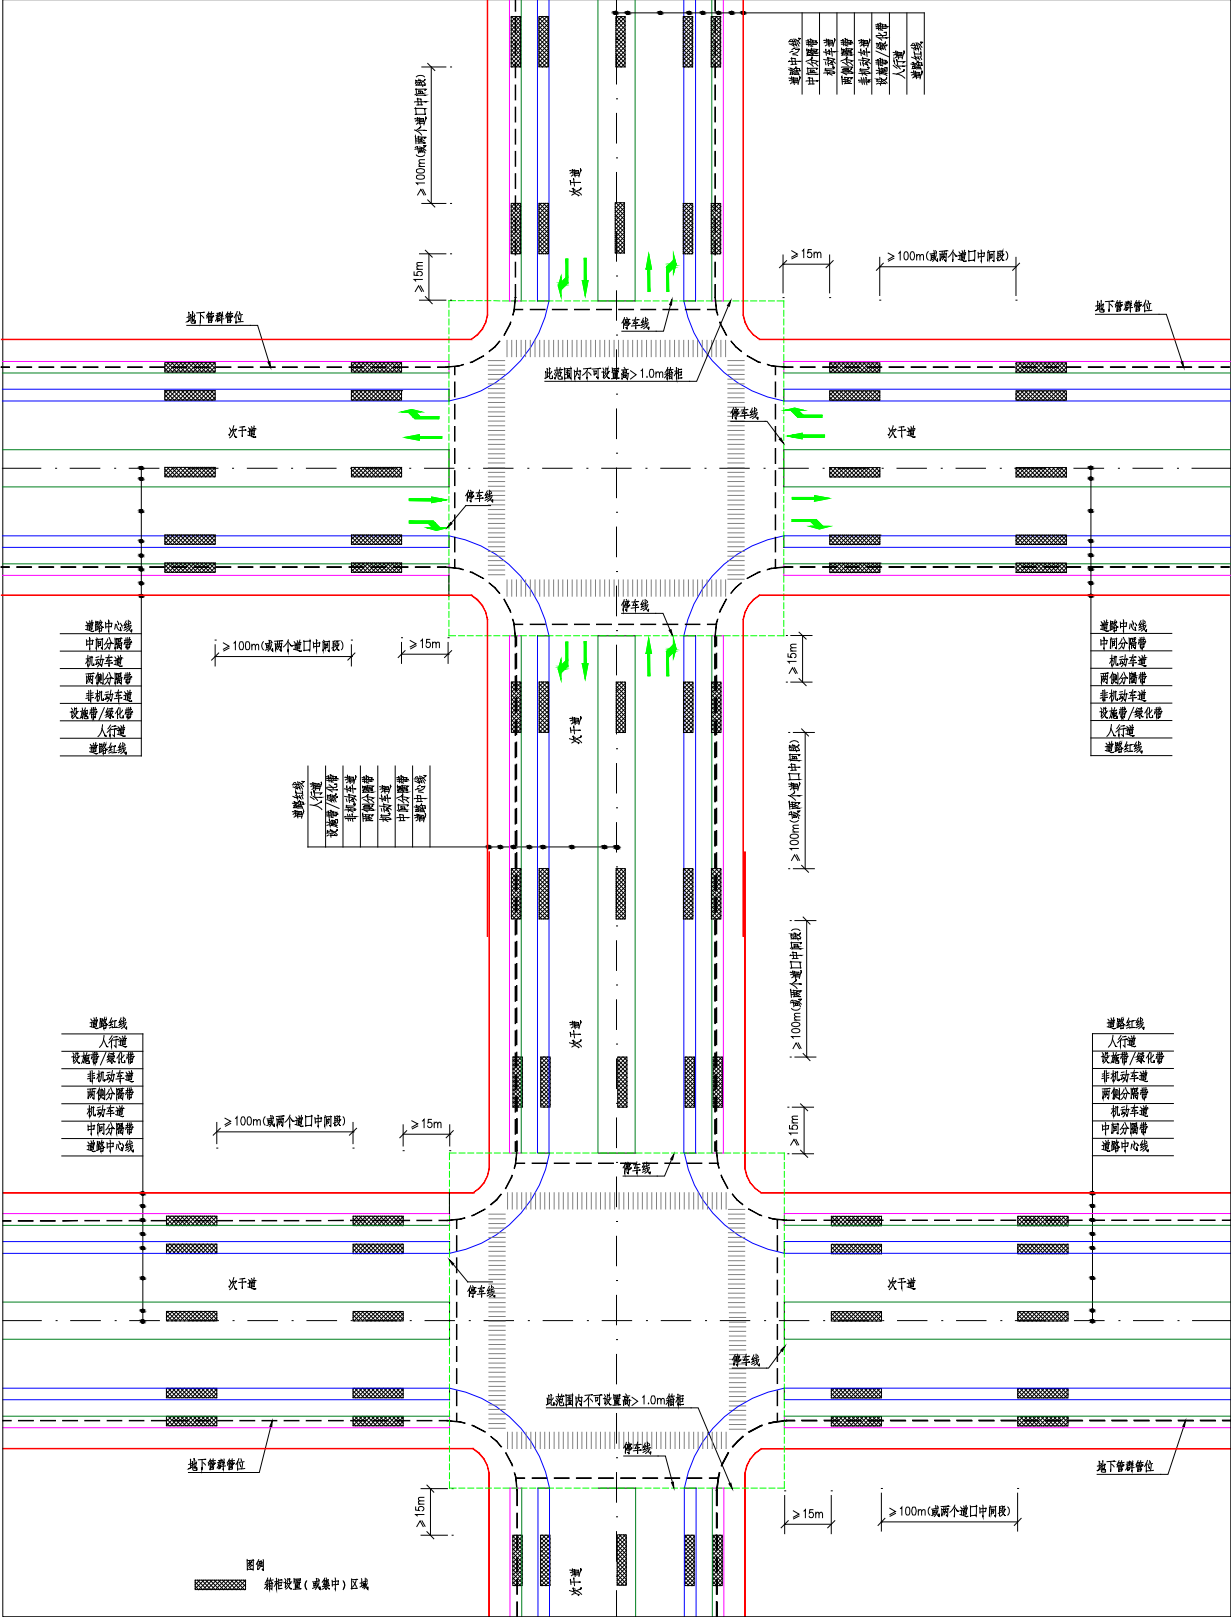 道路中心线
中间分隔带
机动车道
两侧分隔带
非机动车道
设施带/绿化带
人行道
道路红线
≥100m(或两个道口中间段)
次干道
≥15m
≥15m
≥100m(或两个道口中间段)
地下管群管位
停车线
地下管群管位
此范围内不可设置高>1.0m箱柜
停车线
次干道
次干道
停车线
停车线
道路中心线
中间分隔带
机动车道
两侧分隔带
非机动车道
设施带/绿化带
人行道
道路红线
≥100m(或两个道口中间段)
≥15m
≥15m
道路中心线
中间分隔带
机动车道
两侧分隔带
非机动车道
设施带/绿化带
人行道
道路红线
次干道
≥100m(或两个道口中间段)
道路红线
人行道
设施带/绿化带
非机动车道
两侧分隔带
机动车道
中间分隔带
道路中心线
≥100m(或两个道口中间段)
次干道
道路红线
人行道
设施带/绿化带
非机动车道
两侧分隔带
机动车道
中间分隔带
道路中心线
≥100m(或两个道口中间段)
≥15m
≥15m
道路红线
人行道
设施带/绿化带
非机动车道
两侧分隔带
机动车道
中间分隔带
道路中心线
停车线
次干道
停车线
次干道
停车线
此范围内不可设置高>1.0m箱柜
停车线
地下管群管位
地下管群管位
≥15m
≥15m
≥100m(或两个道口中间段)
次干道
图例
箱柜设置(或集中)区域